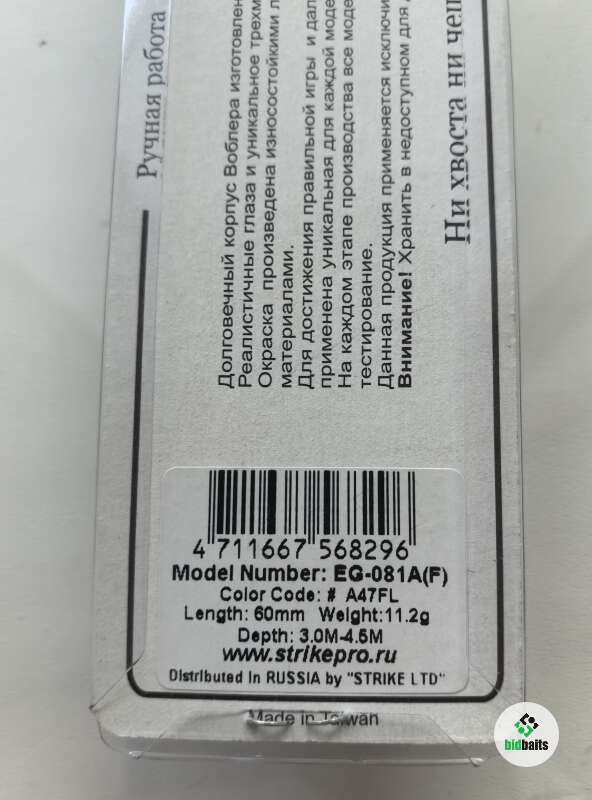 Ручная работа
Долговечный корпус Воблера изготовлен
Реалистичные глаза и уникальное трехм
Окраска произведена износостойкими л
материалами.
Для достижения правильной игры и дал
применена уникальная для каждой моде
На каждом этапе производства все моде
тестирование.
Данная продукция применяется исключи
Внимание! Хранить в недоступном для д
Ни хвоста ни чеш
4 711667 568296
Model Number: EG-081A(F)
Color Code: # A47FL
Length: 60mm Weight:11.2g
Depth: 3.0M-4.5M
www.strikepro.ru
Distributed in RUSSIA by "STRIKE LTD"
Made in Taiwan
bidbaits